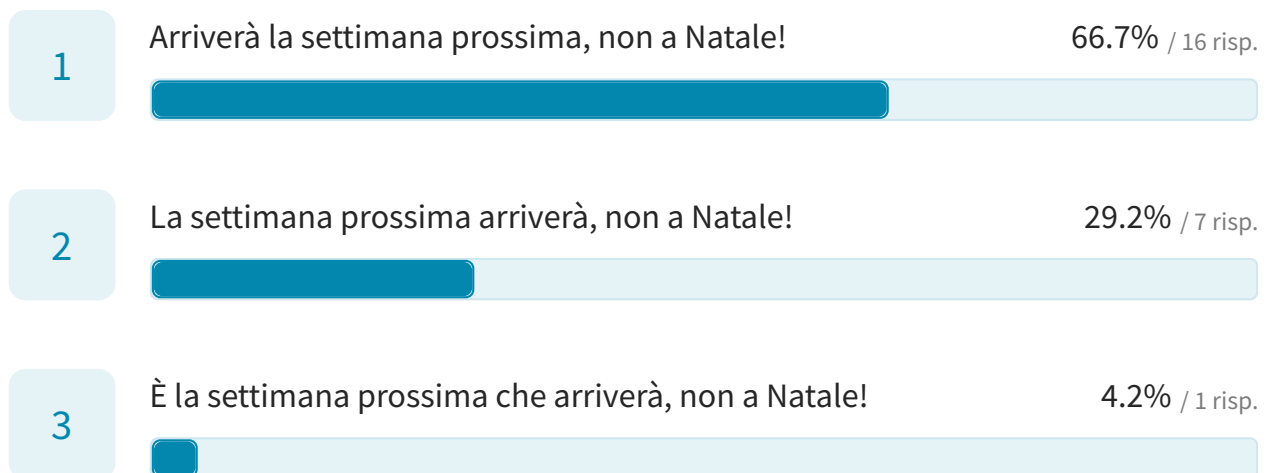 1 Arriverà la settimana prossima, non a Natale! 66.7% / 16 risp.
2 La settimana prossima arriverà, non a Natale! 29.2% / 7 risp.
3 È la settimana prossima che arriverà, non a Natale! 4.2% / 1 risp.